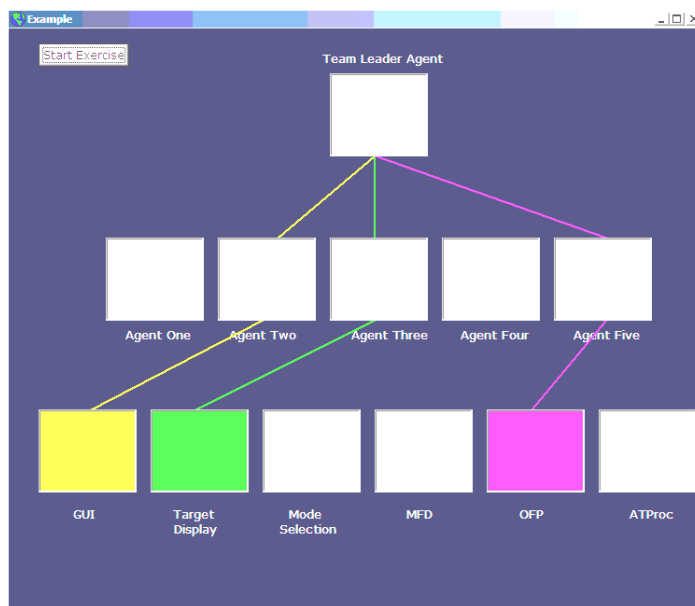 Example
Start Exercise
Team Leader Agent
Agent One
Agent Two
Agent Three
Agent Four
Agent Five
GUI
Target
Display
Mode
Selection
MFD
OFP
ATProc